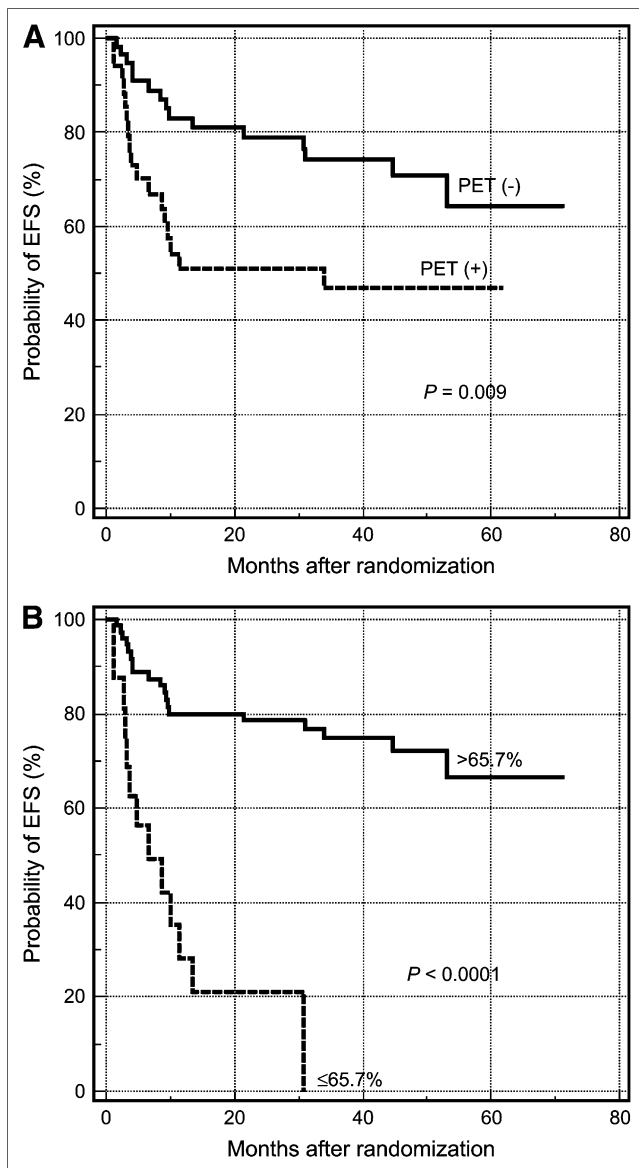 A
100
80
60
40
20
0
Probability of EFS (%)
PET (-)
PET (+)
P = 0.009
0 20 40 60 80
Months after randomization
B
100
80
60
40
20
0
Probability of EFS (%)
>65.7%
P < 0.0001
≤65.7%
0 20 40 60 80
Months after randomization